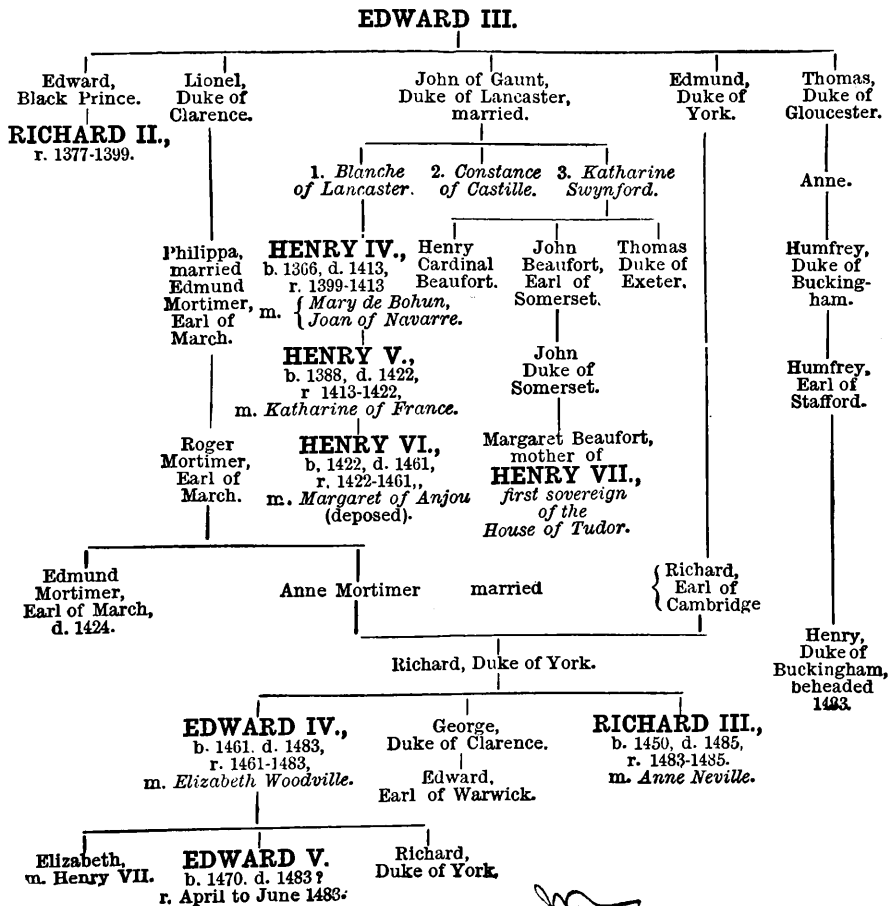 EDWARD III.
Edward,
Black Prince.
RICHARD II.,
r. 1377-1399.
Lionel,
Duke of
Clarence.
John of Gaunt,
Duke of Lancaster,
married.
Edmund,
Duke of
York.
Thomas,
Duke of
Gloucester.
1. Blanche
of Lancaster.
2. Constance
of Castille.
3. Katharine
Swynford.
Anne.
Philippa,
married
Edmund
Mortimer,
Earl of
March.
HENRY IV.,
b. 1366, d. 1413,
r. 1399-1413
m. { Mary de Bohun,
Joan of Navarre.
Henry
Cardinal
Beaufort.
John
Beaufort,
Earl of
Somerset.
Thomas
Duke of
Exeter.
Humfrey,
Duke of
Bucking-
ham.
HENRY V.,
b. 1388, d. 1422,
r 1413-1422,
m. Katharine of France.
John
Duke of
Somerset.
Humfrey,
Earl of
Stafford.
Roger
Mortimer,
Earl of
March.
HENRY VI.,
b, 1422, d. 1461,
r. 1422-1461,,
m. Margaret of Anjou
(deposed).
Margaret Beaufort,
mother of
HENRY VII.,
first sovereign
of the
House of Tudor.
Edmund
Mortimer,
Earl of March,
d. 1424.
Anne Mortimer married { Richard,
Earl of
Cambridge
Richard, Duke of York.
Henry,
Duke of
Buckingham,
beheaded
1483.
EDWARD IV.,
b. 1461. d. 1483,
r. 1461-1483,
m. Elizabeth Woodville.
George,
Duke of Clarence.
Edward,
Earl of Warwick.
RICHARD III.,
b. 1450, d. 1485,
r. 1483-1485.
m. Anne Neville.
Elizabeth,
m. Henry VII.
EDWARD V.
b. 1470. d. 1483?
r. April to June 1483.
Richard,
Duke of York.